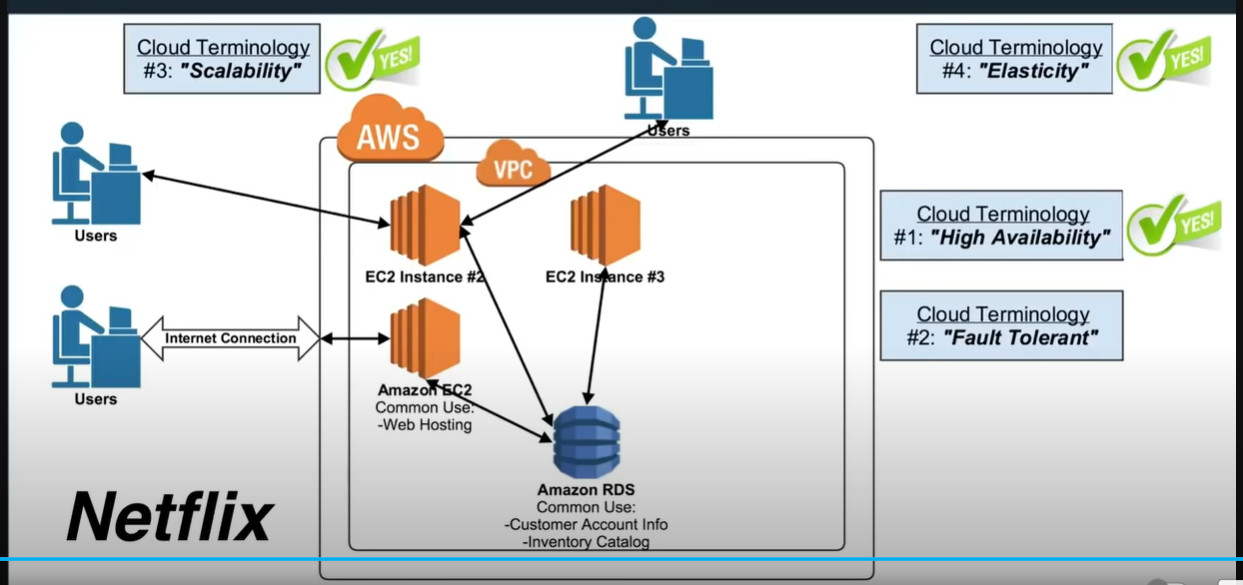 Cloud Terminology
#3: "Scalability"
YES!
Users
Cloud Terminology
#4: "Elasticity"
YES!
AWS
VPC
Users
EC2 Instance #2
EC2 Instance #3
Cloud Terminology
#1: "High Availability"
YES!
Internet Connection
Users
Cloud Terminology
#2: "Fault Tolerant"
Amazon EC2
Common Use:
-Web Hosting
Amazon RDS
Common Use:
-Customer Account Info
-Inventory Catalog
Netflix